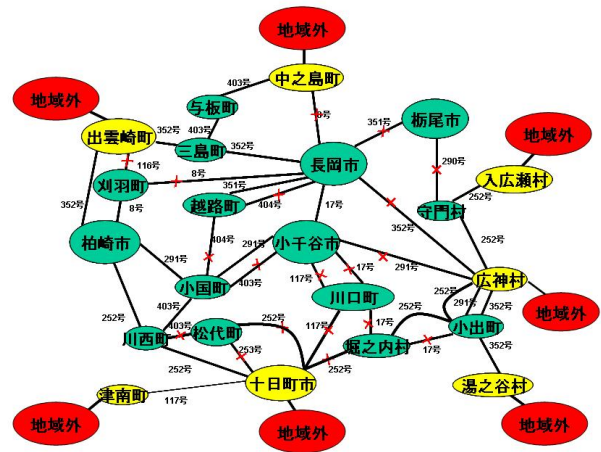 地域外
403号
中之島町
地域外
与板町
8号
351号
栃尾市
地域外
352号
403号
出雲崎町
三島町
352号
290号
116号
長岡市
入広瀬村
8号
252号
刈羽町
351号
守門村
352号
8号
越路町
404号
17号
352号
252号
柏崎市
404号
291号
小千谷市
291号
291号
17号
117号
252号
広神村
小国町
403号
291号
352号
地域外
403号
川口町
252号
252号
403号
松代町
252号
117号
17号
小出町
川西町
堀之内村
17号
352号
253号
252号
252号
十日町市
湯之谷村
津南町
117号
地域外
地域外
地域外